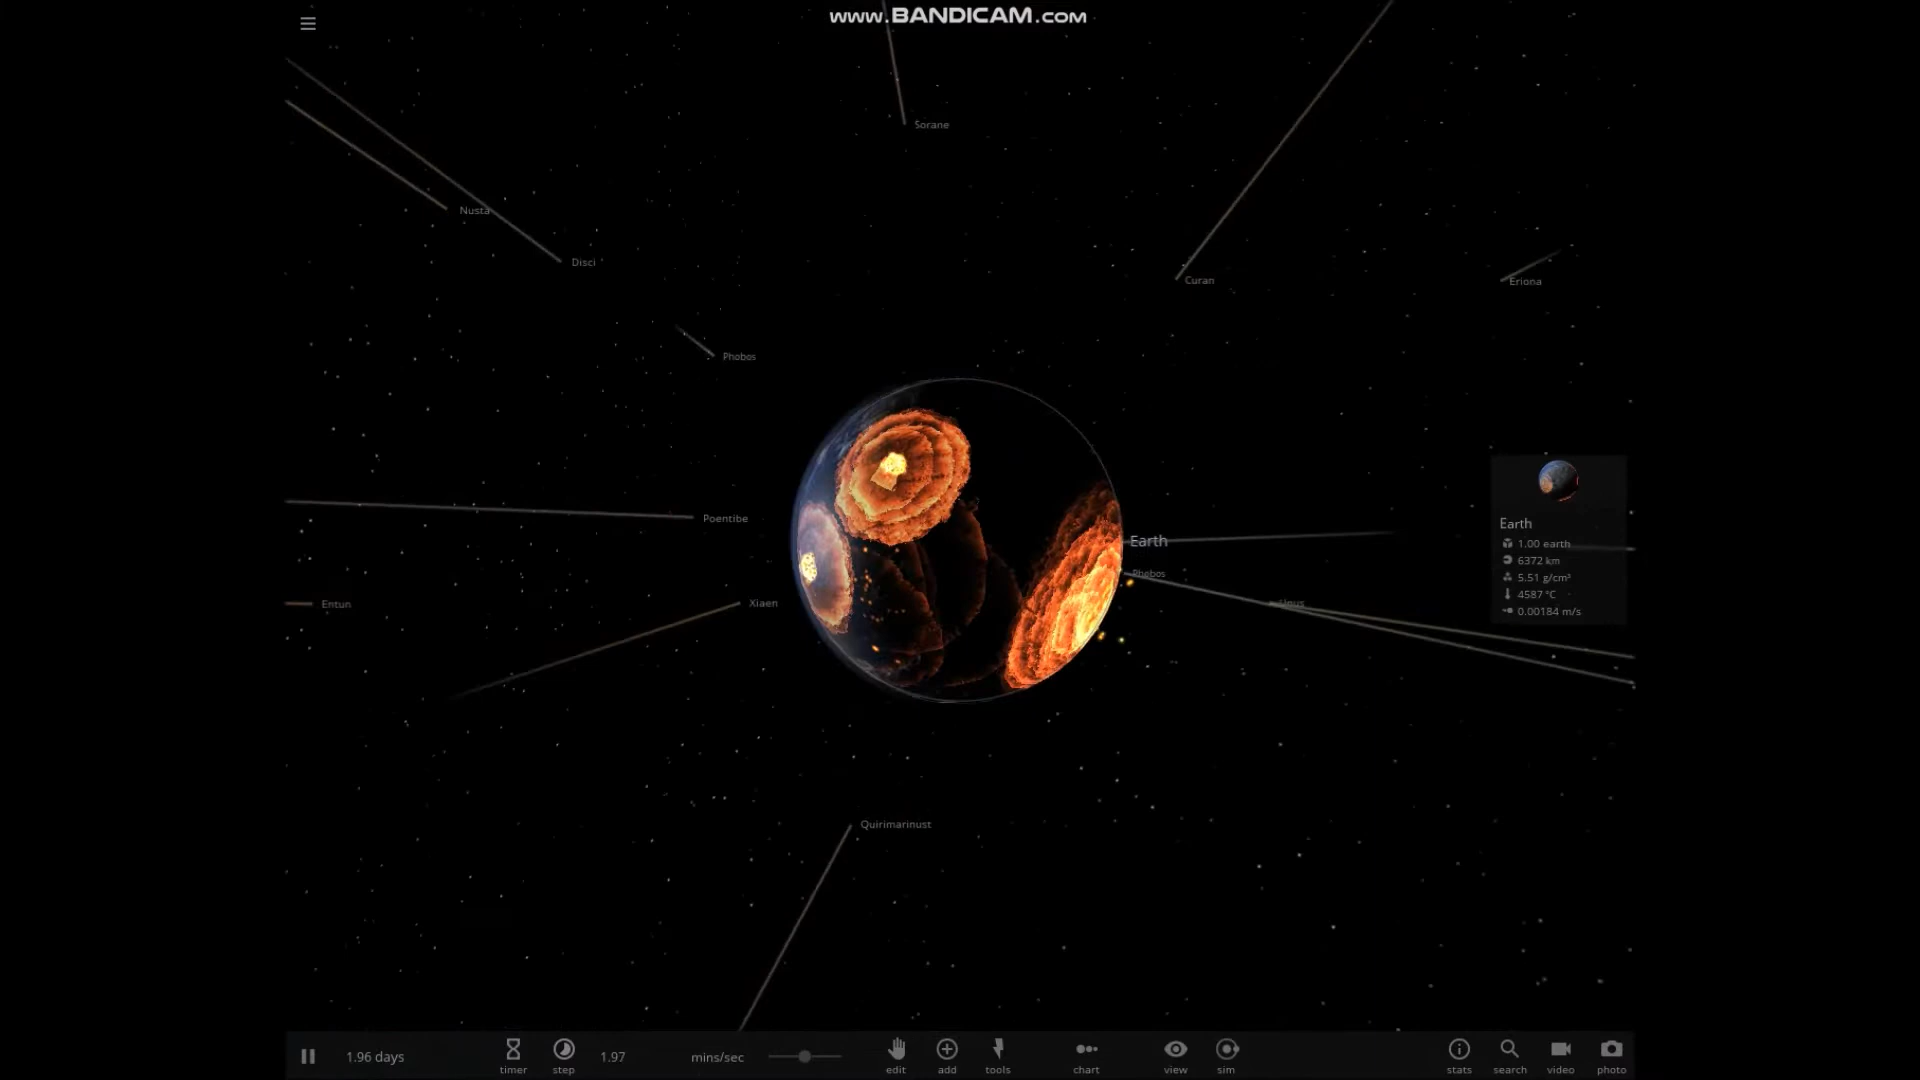 www.BANDICAM.com
Sorane
Nusta
Disci
Curan
Eriona
Phobos
Poentibe
Earth
Phobos
Entun
Xiaen
Unus
Earth
1.00 earth
6372 km
5.51 g/cm³
4587 °C
0.00184 m/s
Quirimarinust
1.96 days
timer
step
1.97
mins/sec
edit
add
tools
chart
view
sim
stats
search
video
photo